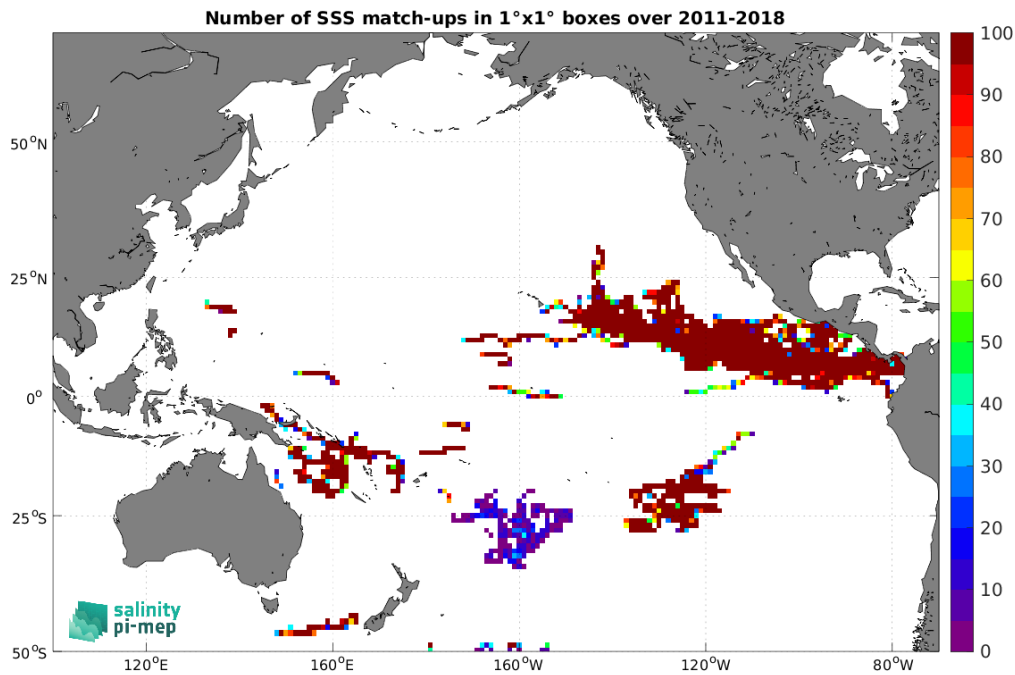 Number of SSS match-ups in 1°x1° boxes over 2011-2018
100
90
80
70
60
50
40
30
20
10
0
50°N
25°N
0°
25°S
50°S
120°E
160°E
160°W
120°W
80°W
salinity
pi-mep